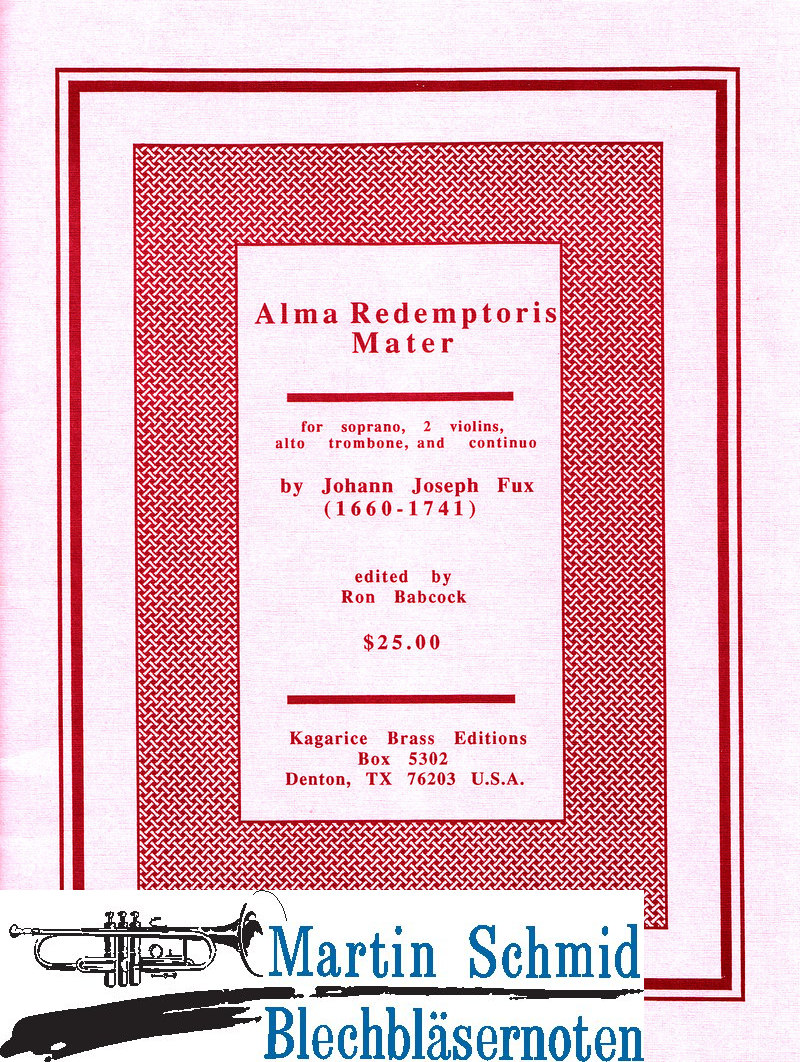 Alma Redemptoris
Mater
for soprano, 2 violins,
alto trombone, and continuo
by Johann Joseph Fux
(1660-1741)
edited by
Ron Babcock
$25.00
Kagarice Brass Editions
Box 5302
Denton, TX 76203 U.S.A.
Martin Schmid
Blechbläsernoten